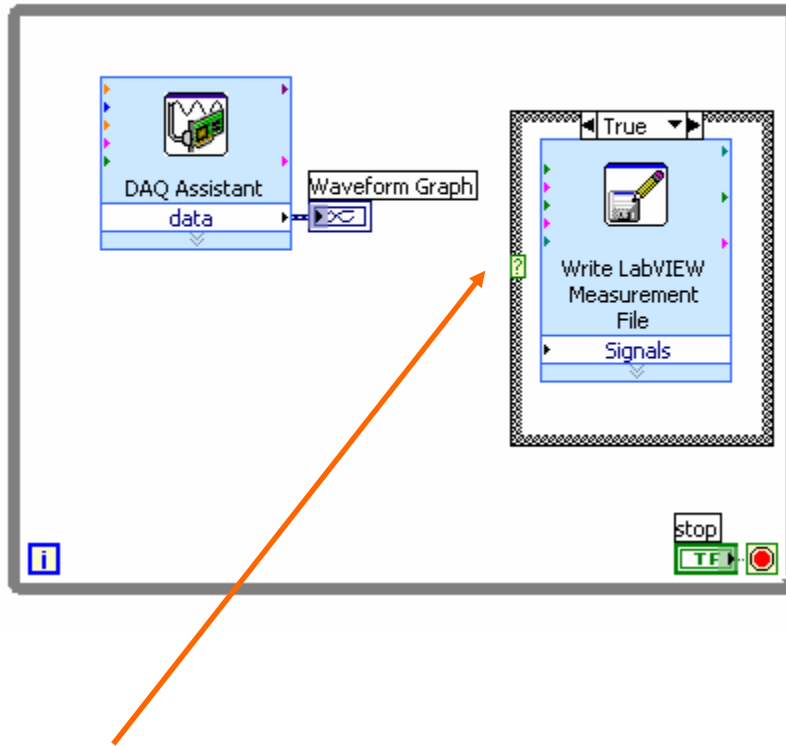 True
DAQ Assistant
data
Waveform Graph
?
Write LabVIEW
Measurement
File
Signals
stop
TF
i